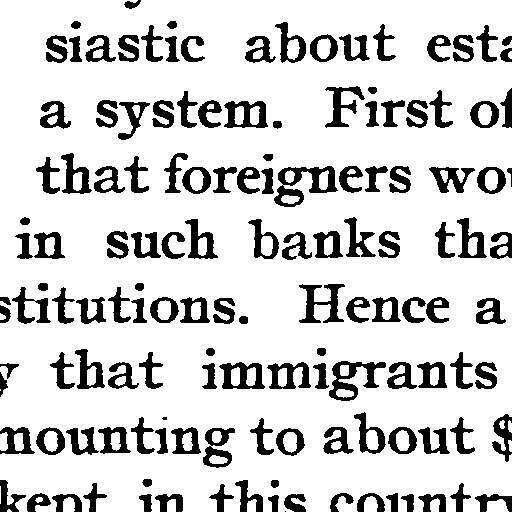 siastic about esta
a system. First of
that foreigners wou
in such banks tha
stitutions. Hence a
y that immigrants
mounting to about $
kept in this country